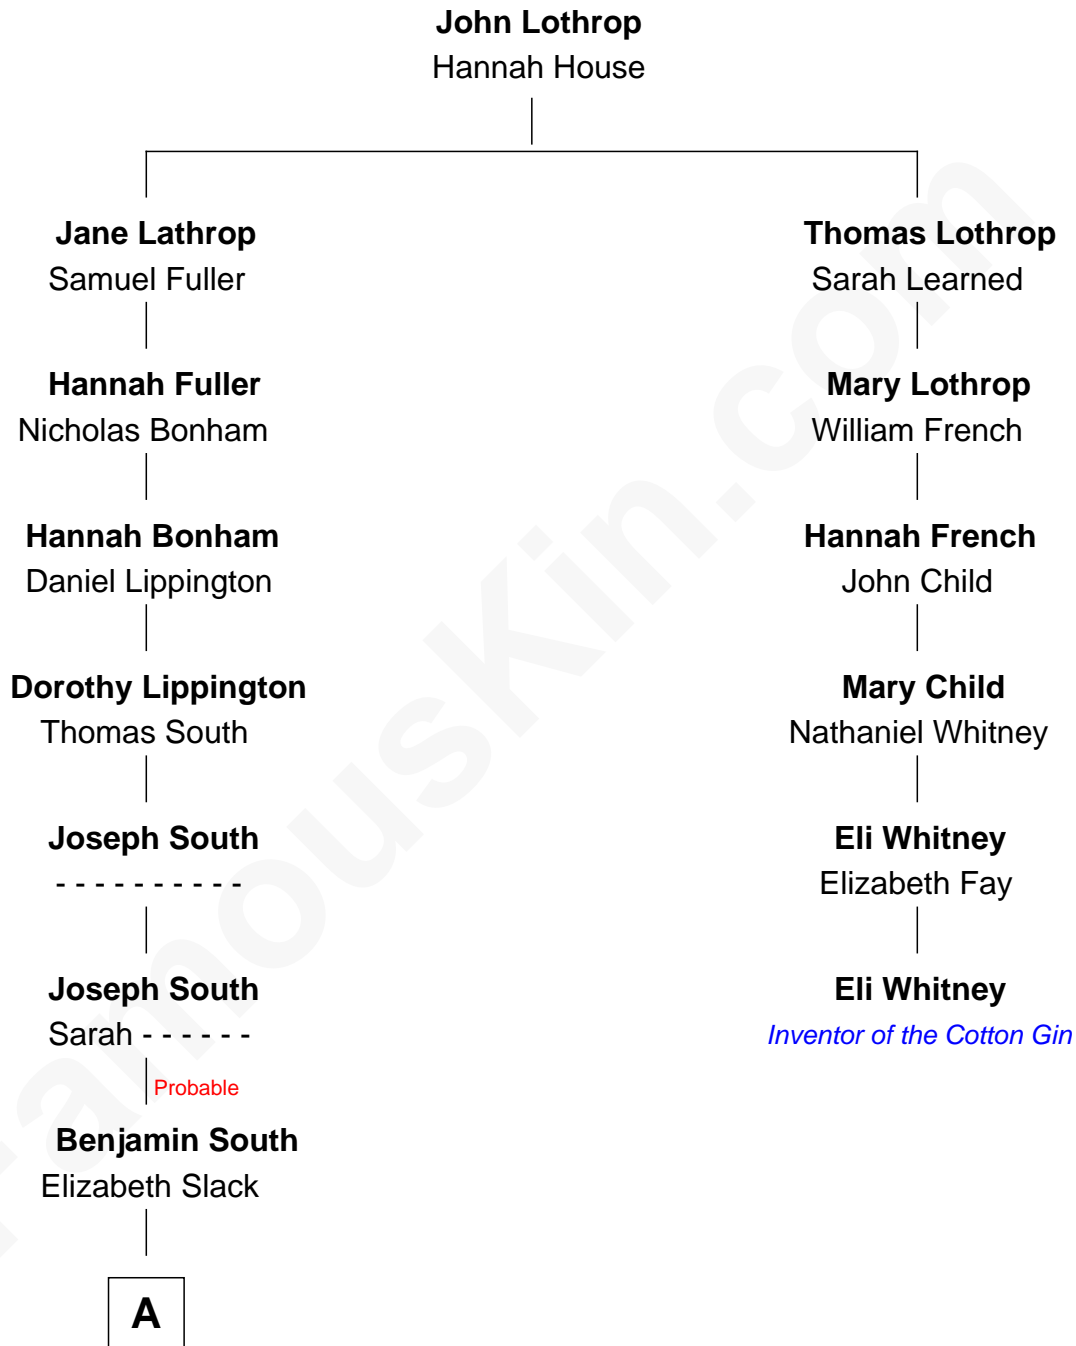 John Lothrop
Hannah House
Jane Lathrop
Samuel Fuller
Thomas Lothrop
Sarah Learned
Hannah Fuller
Nicholas Bonham
Mary Lothrop
William French
Hannah Bonham
Daniel Lippington
Hannah French
John Child
Dorothy Lippington
Thomas South
Mary Child
Nathaniel Whitney
Joseph South
- - - - - - - - - -
Eli Whitney
Elizabeth Fay
Joseph South
Sarah - - - - - -
Eli Whitney
Inventor of the Cotton Gin
Probable
Benjamin South
Elizabeth Slack
A
FamousKin.com